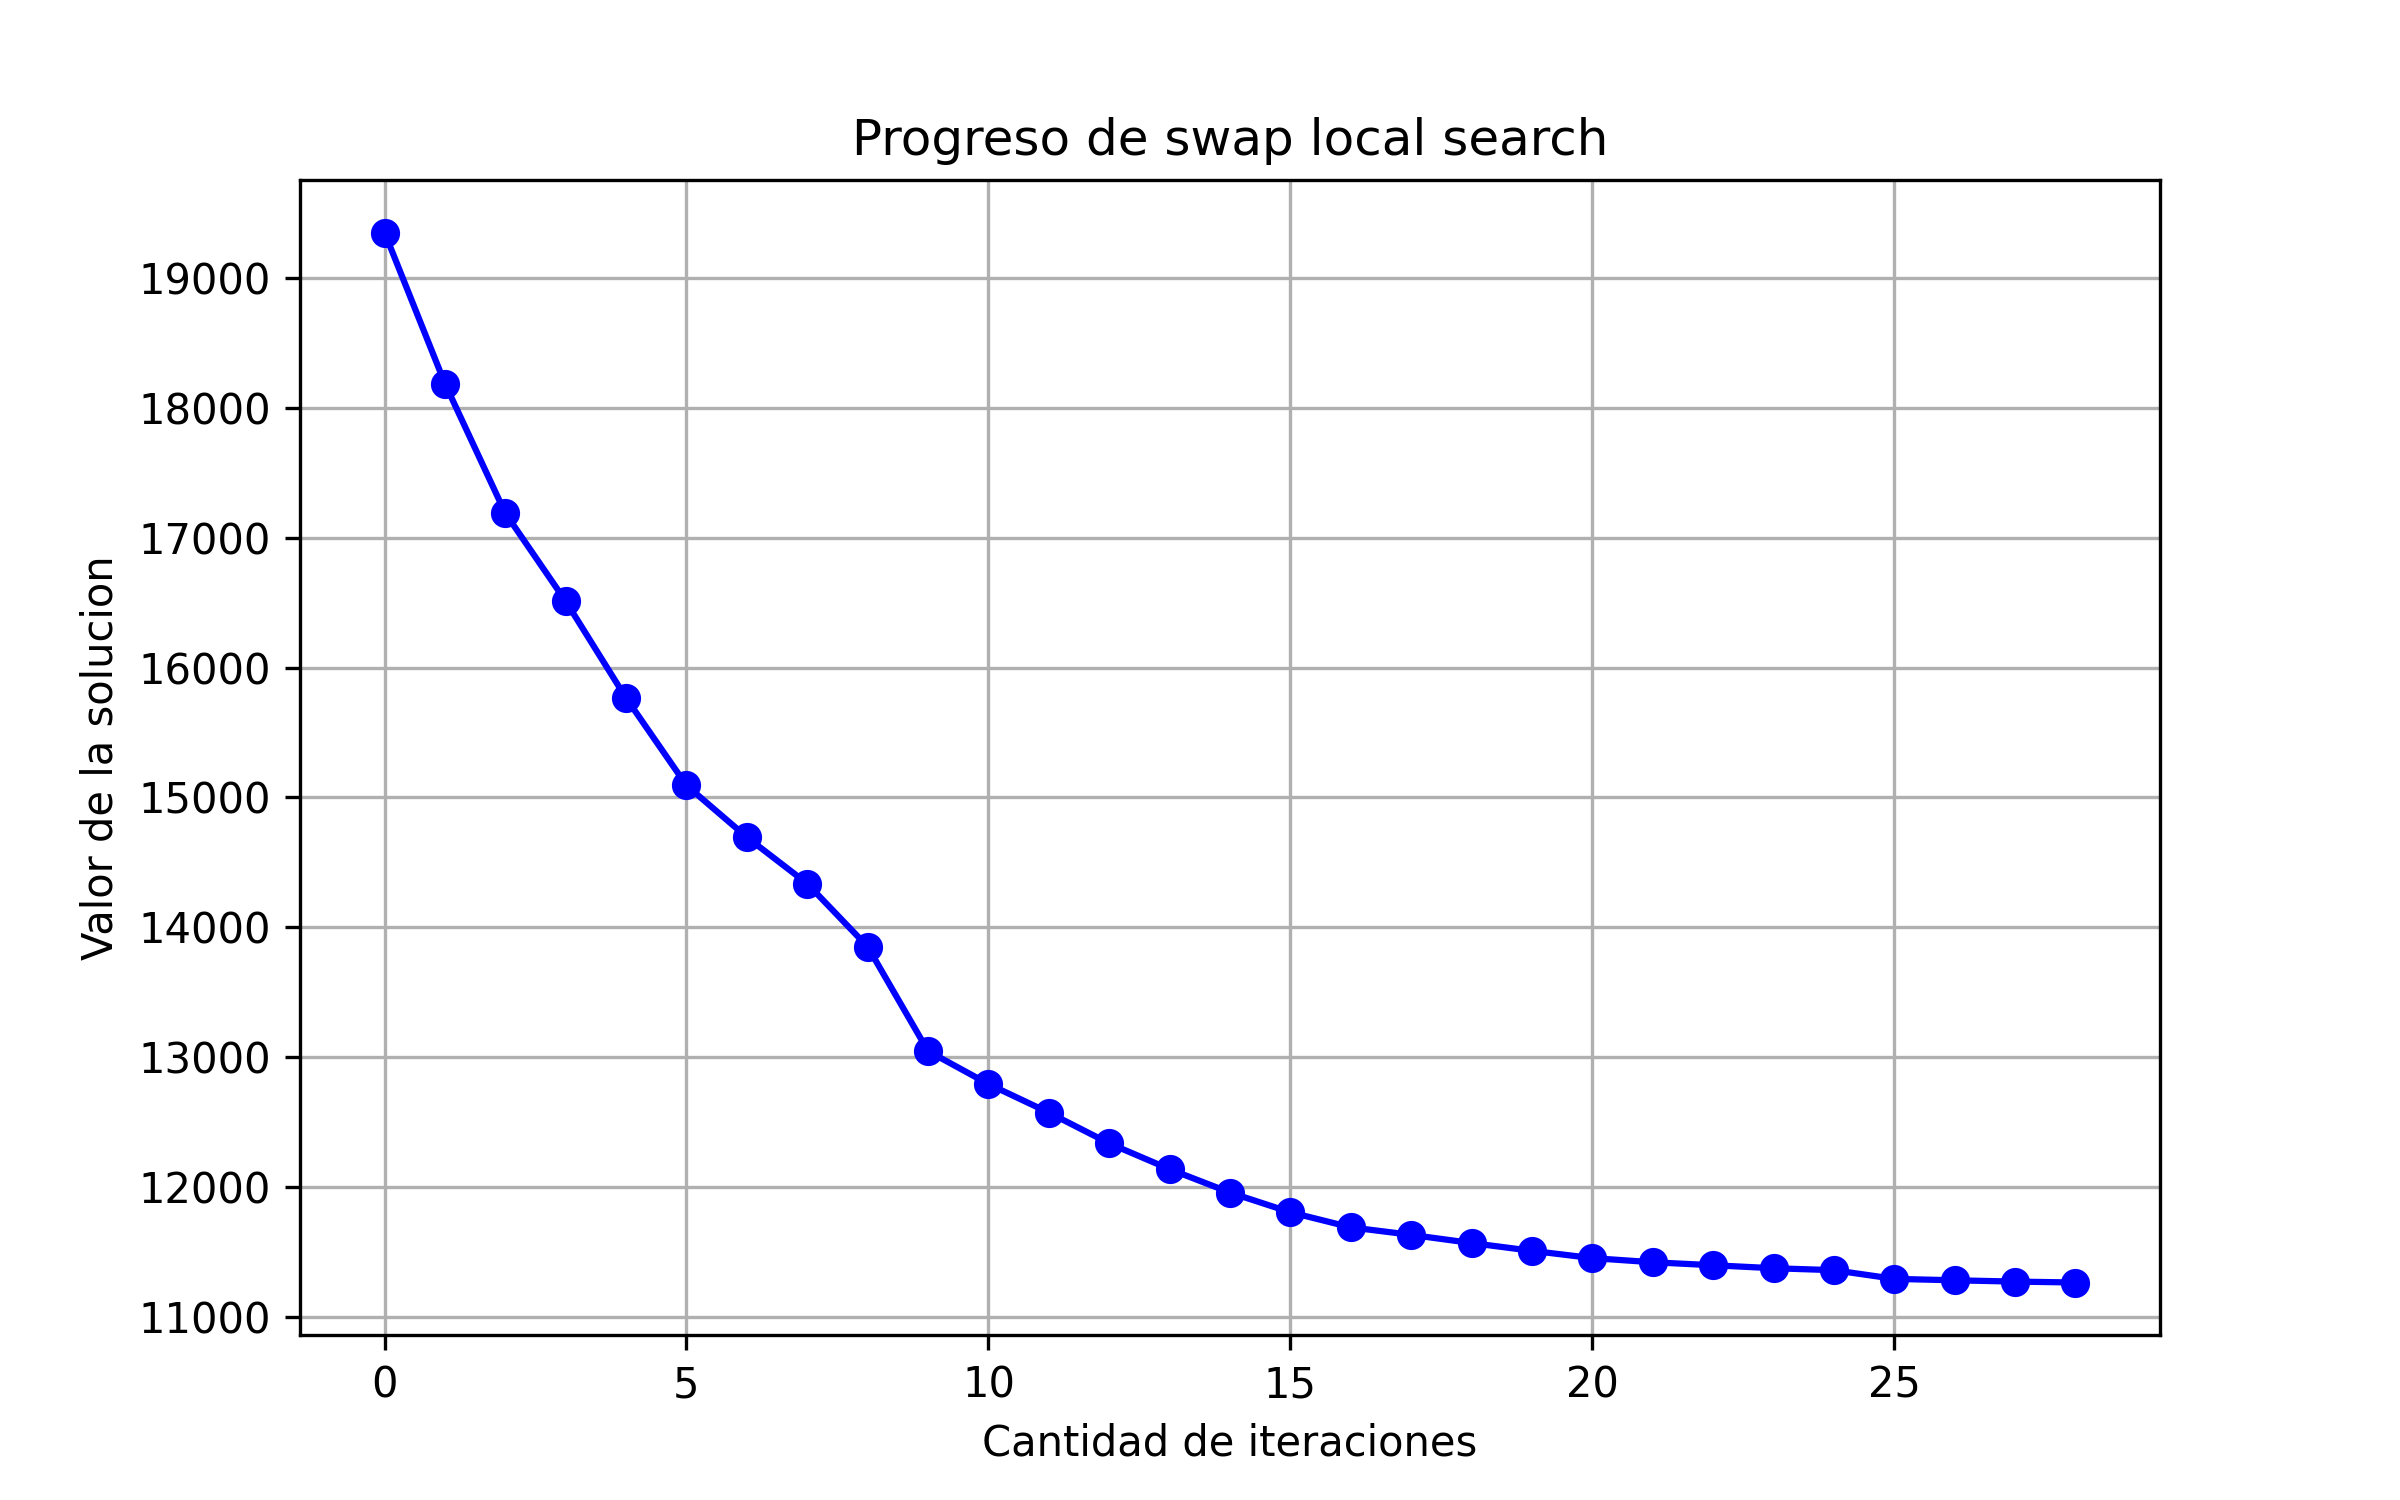 Progreso de swap local search
Valor de la solucion
19000
18000
17000
16000
15000
14000
13000
12000
11000
0 5 10 15 20 25
Cantidad de iteraciones